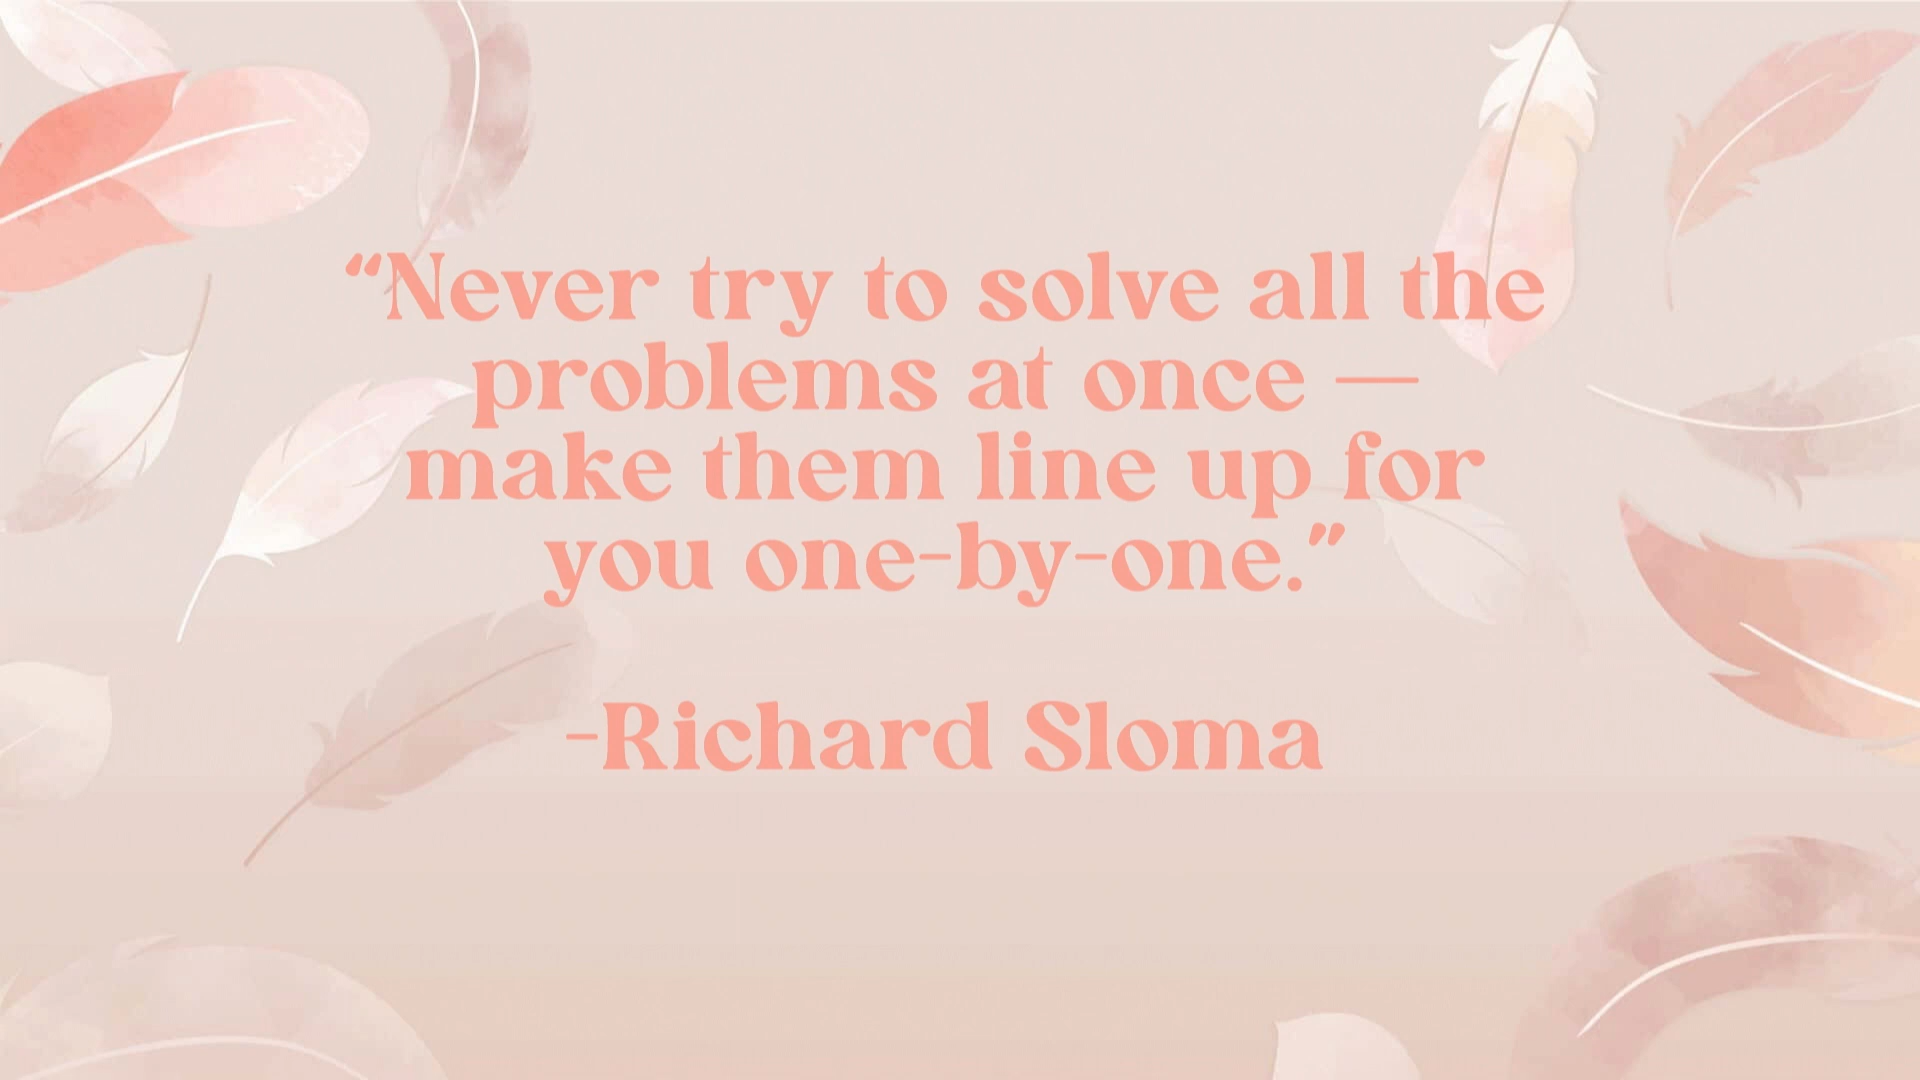 “Never try to solve all the
problems at once —
make them line up for
you one-by-one.”
-Richard Sloma